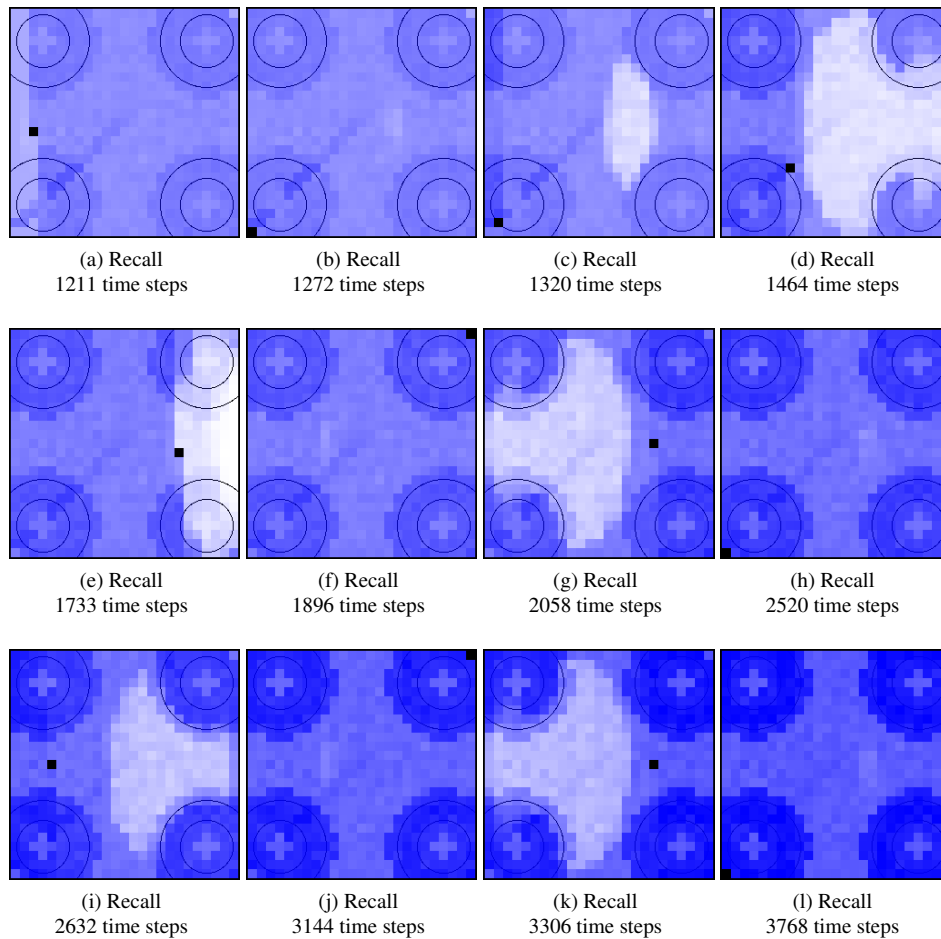 (a) Recall
1211 time steps
(b) Recall
1272 time steps
(c) Recall
1320 time steps
(d) Recall
1464 time steps
(e) Recall
1733 time steps
(f) Recall
1896 time steps
(g) Recall
2058 time steps
(h) Recall
2520 time steps
(i) Recall
2632 time steps
(j) Recall
3144 time steps
(k) Recall
3306 time steps
(l) Recall
3768 time steps